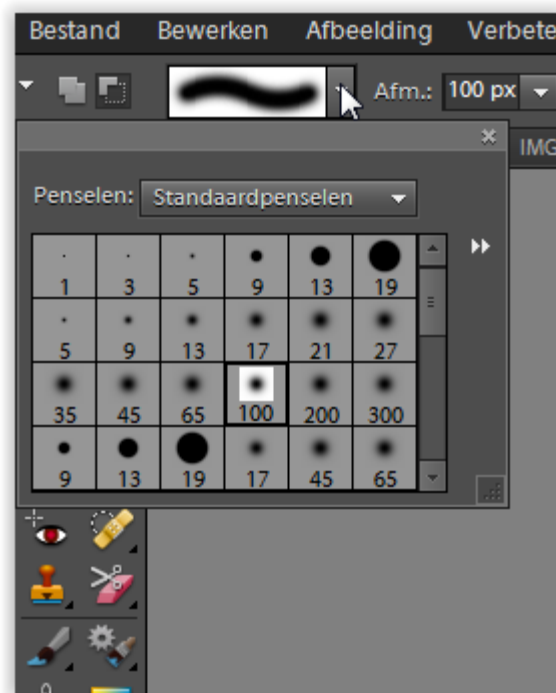 Bestand Bewerken Afbeelding Verbete
Afm.: 100 px
IMG
Penselen: Standaardpenselen
1 3 5 9 13 19
5 9 13 17 21 27
35 45 65 100 200 300
9 13 19 17 45 65